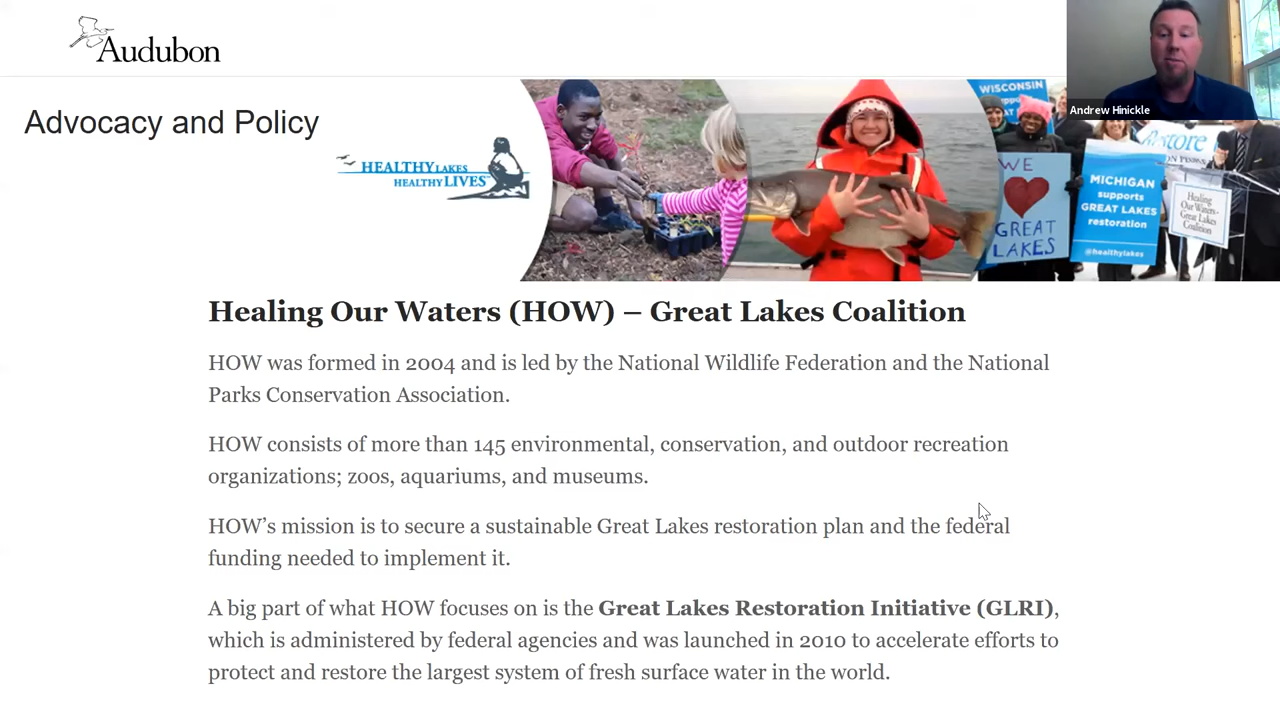 Audubon
Andrew Hinickle
Advocacy and Policy
HEALTHY LAKES
HEALTHY LIVES
WISCONSIN
WE
GREAT
LAKES
MICHIGAN
supports
GREAT LAKES
restoration
@healthylakes
Restore
Healing
Our Waters-
Great Lakes
Coalition
Healing Our Waters (HOW) – Great Lakes Coalition
HOW was formed in 2004 and is led by the National Wildlife Federation and the National
Parks Conservation Association.
HOW consists of more than 145 environmental, conservation, and outdoor recreation
organizations; zoos, aquariums, and museums.
HOW’s mission is to secure a sustainable Great Lakes restoration plan and the federal
funding needed to implement it.
A big part of what HOW focuses on is the Great Lakes Restoration Initiative (GLRI),
which is administered by federal agencies and was launched in 2010 to accelerate efforts to
protect and restore the largest system of fresh surface water in the world.